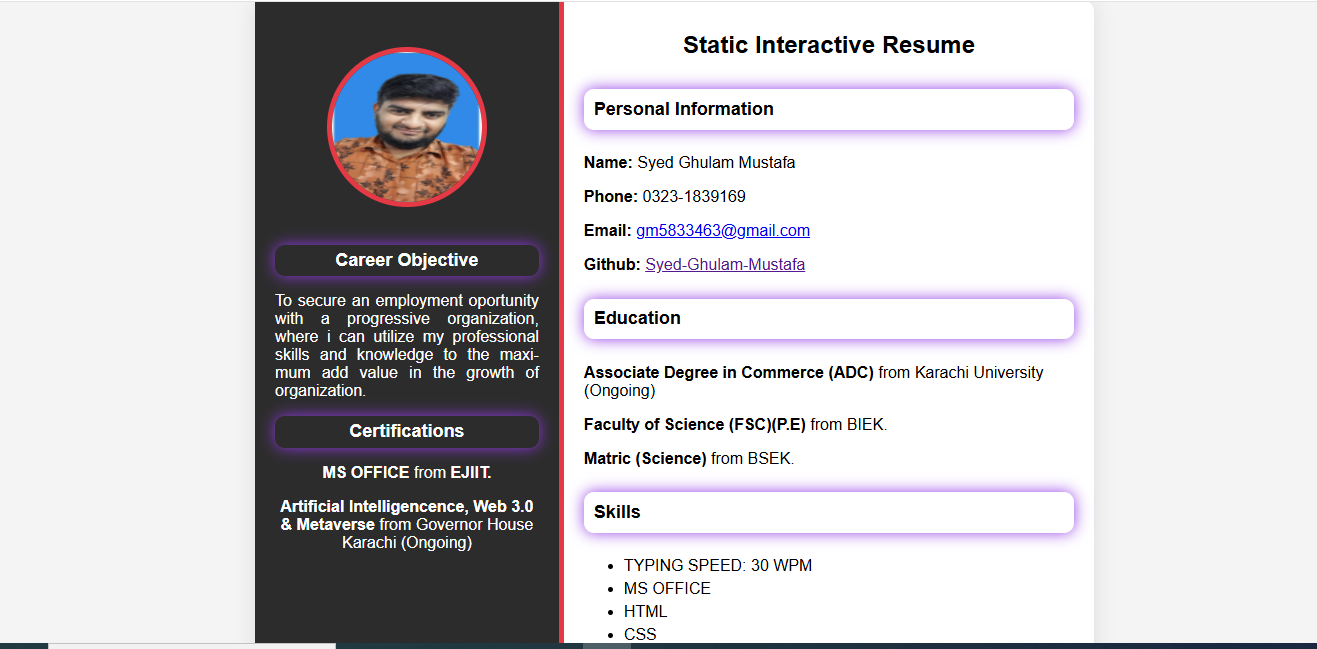 Career Objective
To secure an employment oportunity
with a progressive organization,
where i can utilize my professional
skills and knowledge to the maxi-
mum add value in the growth of
organization.
Certifications
MS OFFICE from EJIIT.
Artificial Intelligencence, Web 3.0
& Metaverse from Governor House
Karachi (Ongoing)
Static Interactive Resume
Personal Information
Name: Syed Ghulam Mustafa
Phone: 0323-1839169
Email: gm5833463@gmail.com
Github: Syed-Ghulam-Mustafa
Education
Associate Degree in Commerce (ADC) from Karachi University
(Ongoing)
Faculty of Science (FSC)(P.E) from BIEK.
Matric (Science) from BSEK.
Skills
• TYPING SPEED: 30 WPM
• MS OFFICE
• HTML
• CSS